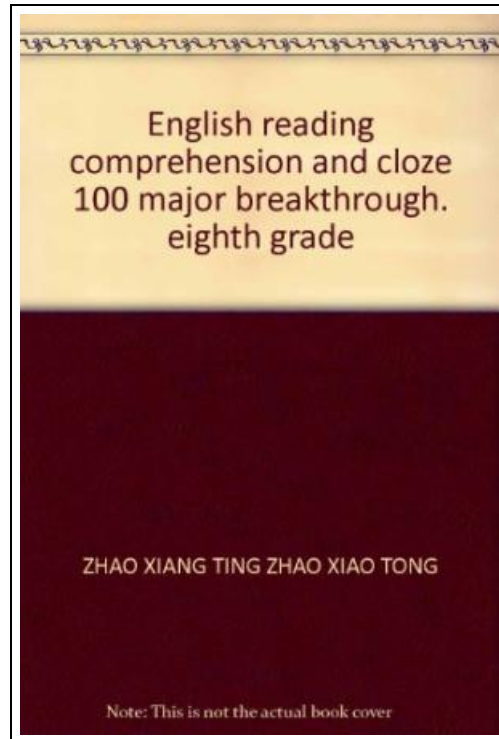 English reading
comprehension and cloze
100 major breakthrough.
eighth grade
ZHAO XIANG TING ZHAO XIAO TONG
Note: This is not the actual book cover